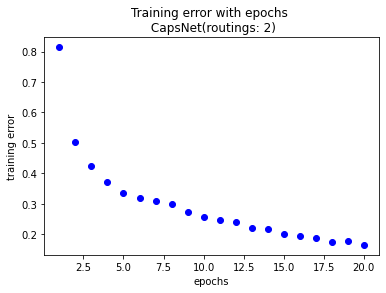 Training error with epochs
CapsNet(routings: 2)
training error
0.8
0.7
0.6
0.5
0.4
0.3
0.2
2.5 5.0 7.5 10.0 12.5 15.0 17.5 20.0
epochs